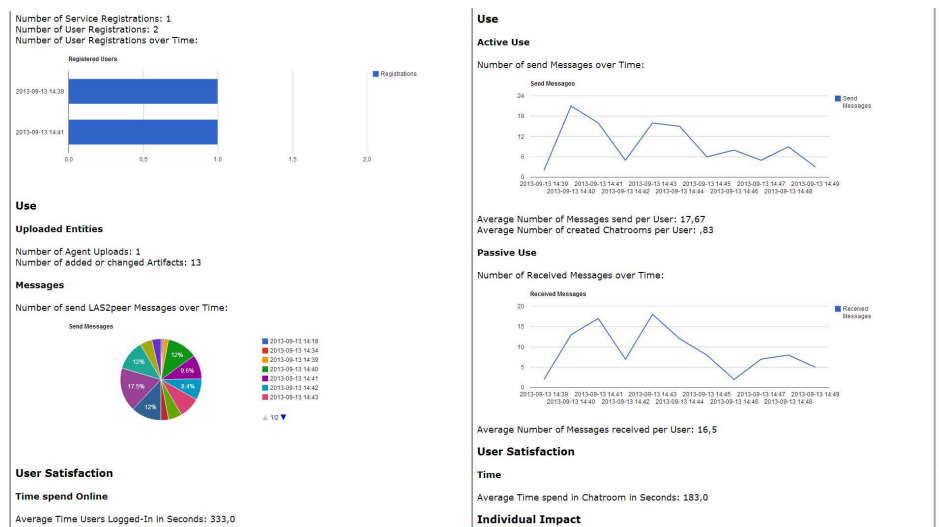 Number of Service Registrations: 1
Number of User Registrations: 2
Number of User Registrations over Time:
Registered Users
Registrations
2013-09-13 14:39
2013-09-13 14:41
0,0 0,5 1,0 1,5 2,0
Use
Uploaded Entities
Number of Agent Uploads: 1
Number of added or changed Artifacts: 13
Messages
Number of send LAS2peer Messages over Time:
Send Messages
12%
9.6%
8.4%
12%
17.5%
12%
2013-09-13 14:18
2013-09-13 14:34
2013-09-13 14:39
2013-09-13 14:40
2013-09-13 14:41
2013-09-13 14:42
2013-09-13 14:43
1/2
User Satisfaction
Time spend Online
Average Time Users Logged-In in Seconds: 333,0
Use
Active Use
Number of send Messages over Time:
Send Messages
24
18
12
6
0
Send
Messages
2013-09-13 14:39 2013-09-13 14:41 2013-09-13 14:43 2013-09-13 14:45 2013-09-13 14:47 2013-09-13 14:49
2013-09-13 14:40 2013-09-13 14:42 2013-09-13 14:44 2013-09-13 14:46 2013-09-13 14:48
Average Number of Messages send per User: 17,67
Average Number of created Chatrooms per User: ,83
Passive Use
Number of Received Messages over Time:
Received Messages
20
15
10
5
0
Received
Messages
2013-09-13 14:39 2013-09-13 14:41 2013-09-13 14:43 2013-09-13 14:45 2013-09-13 14:47 2013-09-13 14:49
2013-09-13 14:40 2013-09-13 14:42 2013-09-13 14:44 2013-09-13 14:46 2013-09-13 14:48
Average Number of Messages received per User: 16,5
User Satisfaction
Time
Average Time spend in Chatroom in Seconds: 183,0
Individual Impact